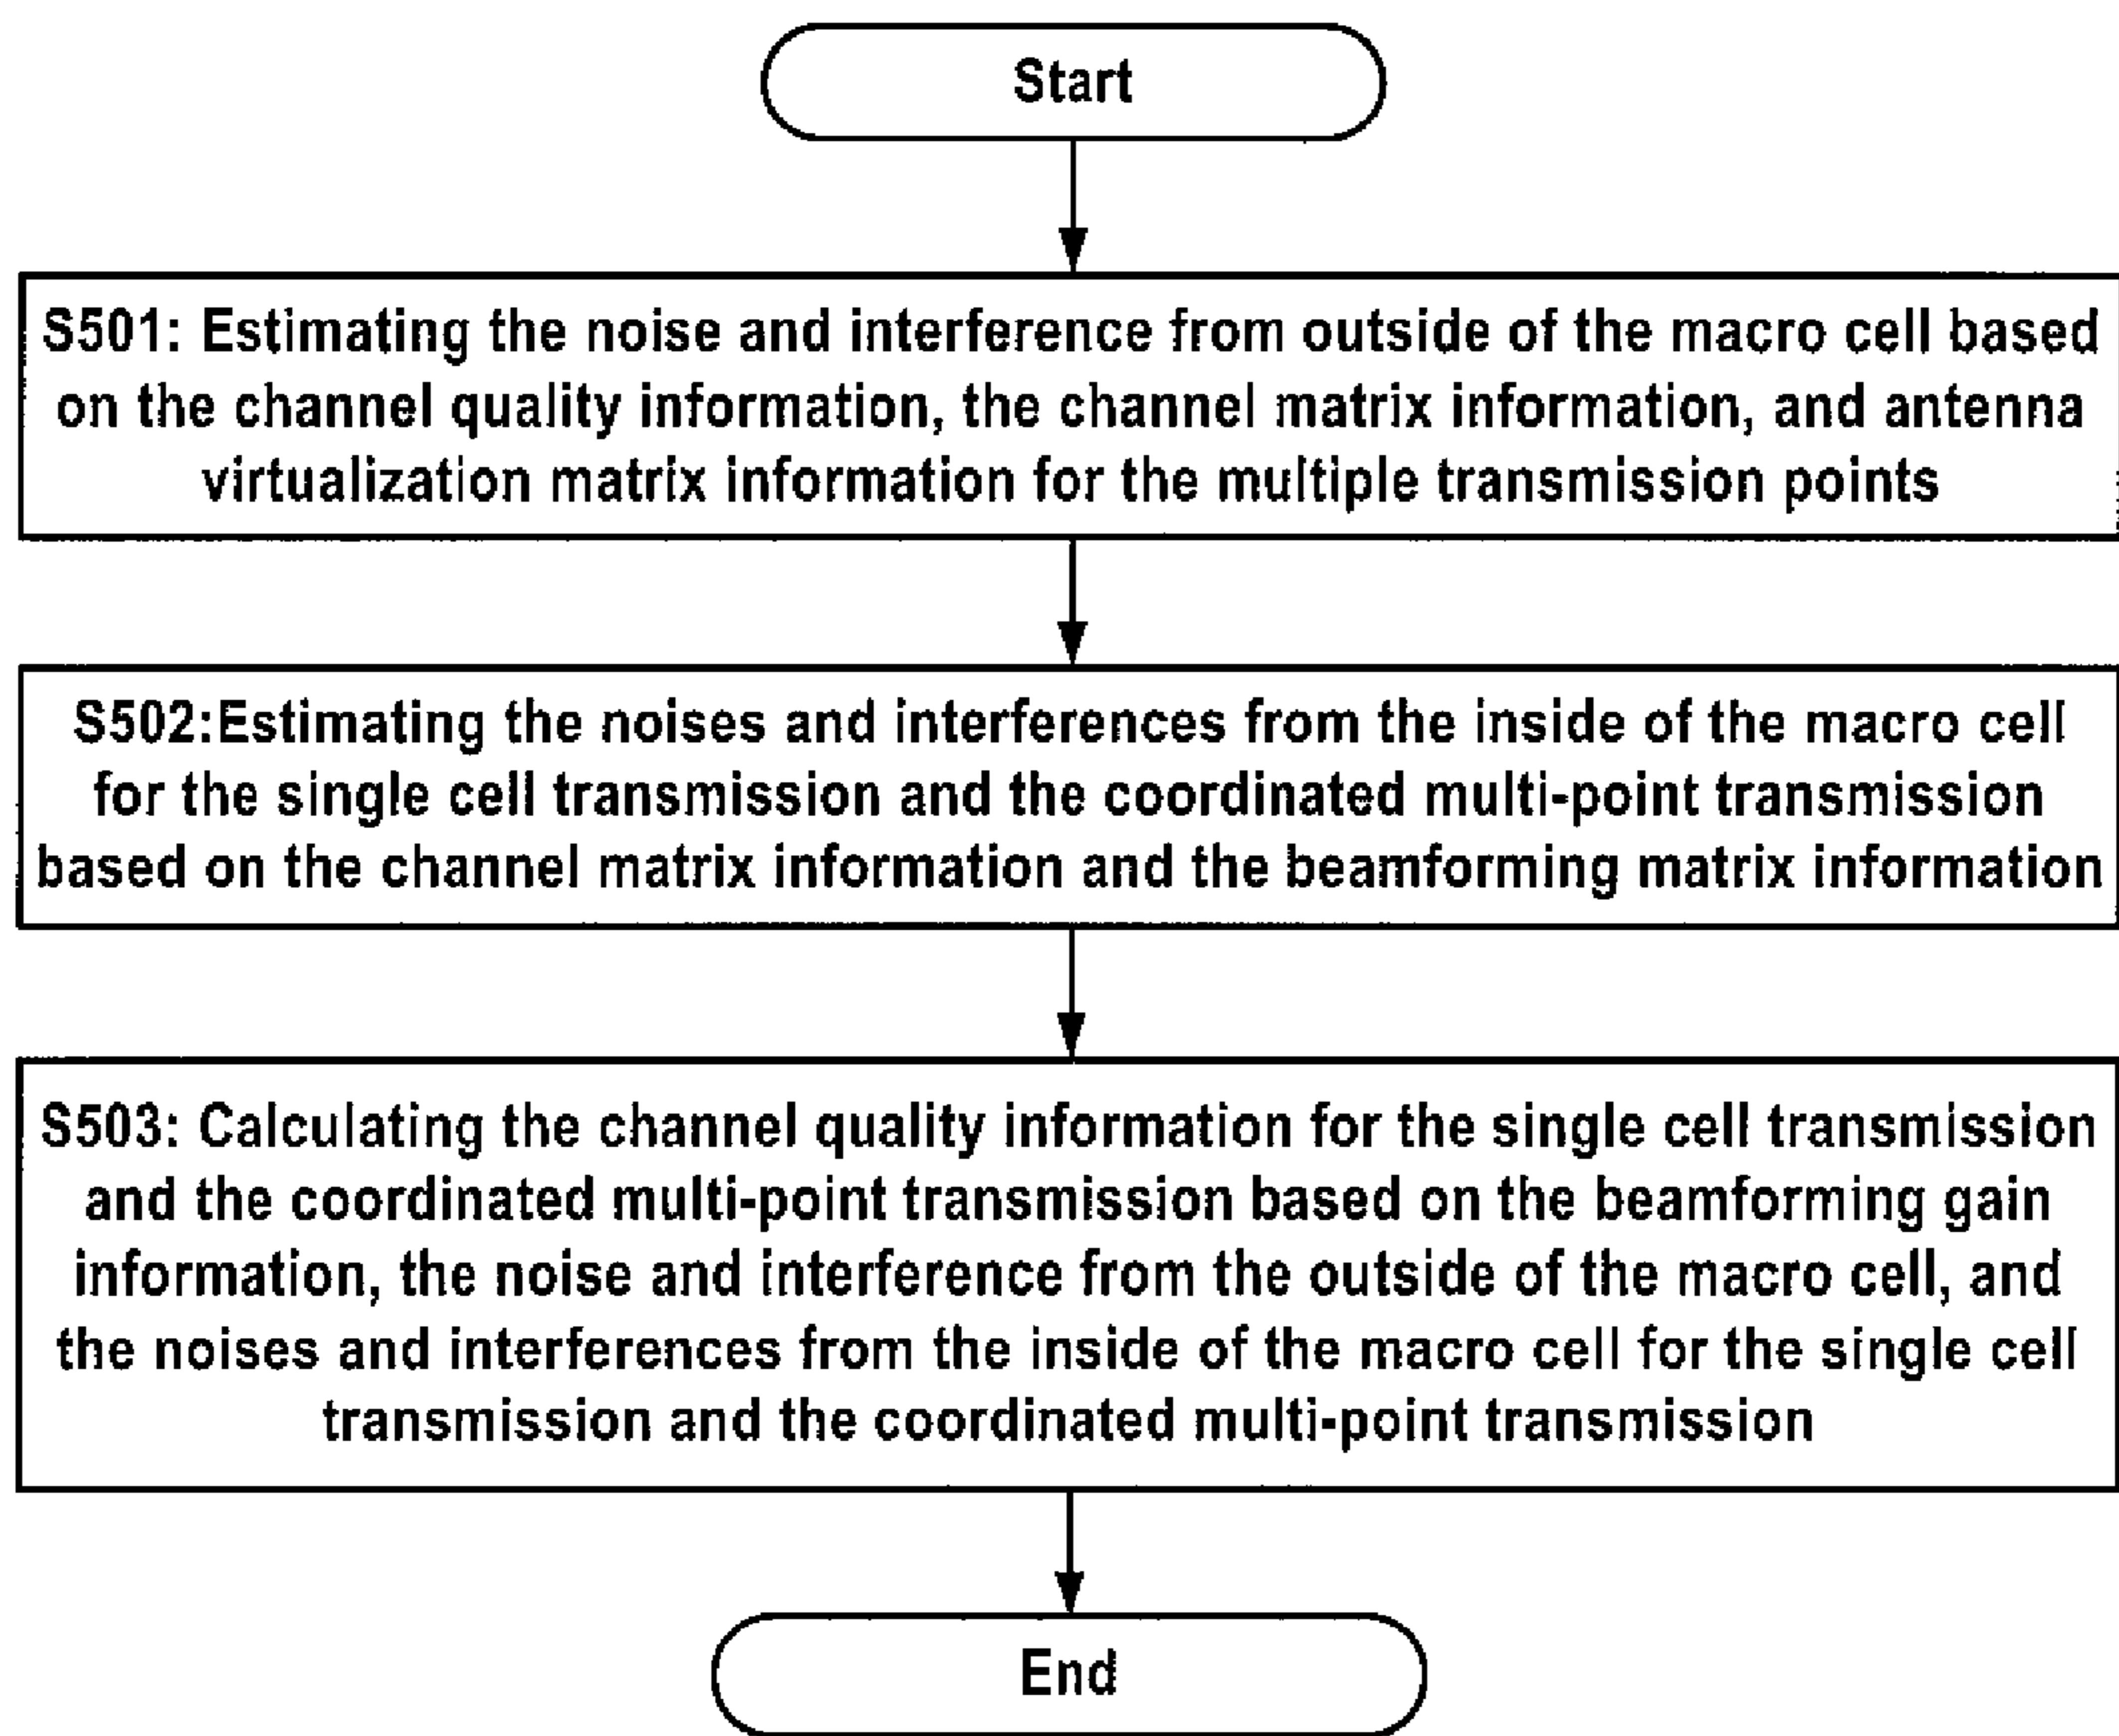 Start
S501: Estimating the noise and interference from outside of the macro cell based
on the channel quality information, the channel matrix information, and antenna
virtualization matrix information for the multiple transmission points
S502:Estimating the noises and interferences from the inside of the macro cell
for the single cell transmission and the coordinated multi-point transmission
based on the channel matrix information and the beamforming matrix information
S503: Calculating the channel quality information for the single cell transmission
and the coordinated multi-point transmission based on the beamforming gain
information, the noise and interference from the outside of the macro cell, and
the noises and interferences from the inside of the macro cell for the single cell
transmission and the coordinated multi-point transmission
End